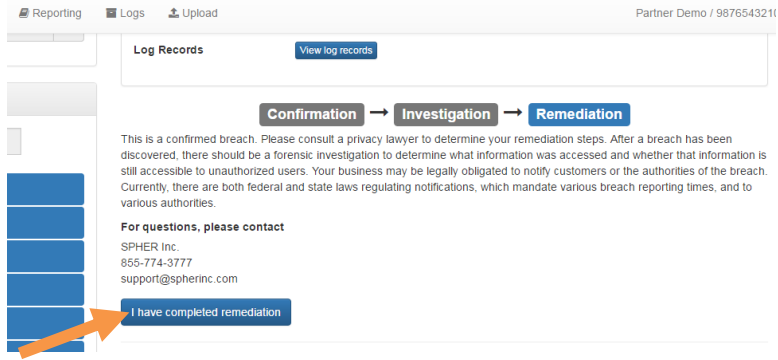 Reporting Logs Upload Partner Demo / 9876543210
Log Records View log records
Confirmation → Investigation → Remediation
This is a confirmed breach. Please consult a privacy lawyer to determine your remediation steps. After a breach has been
discovered, there should be a forensic investigation to determine what information was accessed and whether that information is
still accessible to unauthorized users. Your business may be legally obligated to notify customers or the authorities of the breach.
Currently, there are both federal and state laws regulating notifications, which mandate various breach reporting times, and to
various authorities.
For questions, please contact
SPHER Inc.
855-774-3777
support@spherinc.com
I have completed remediation